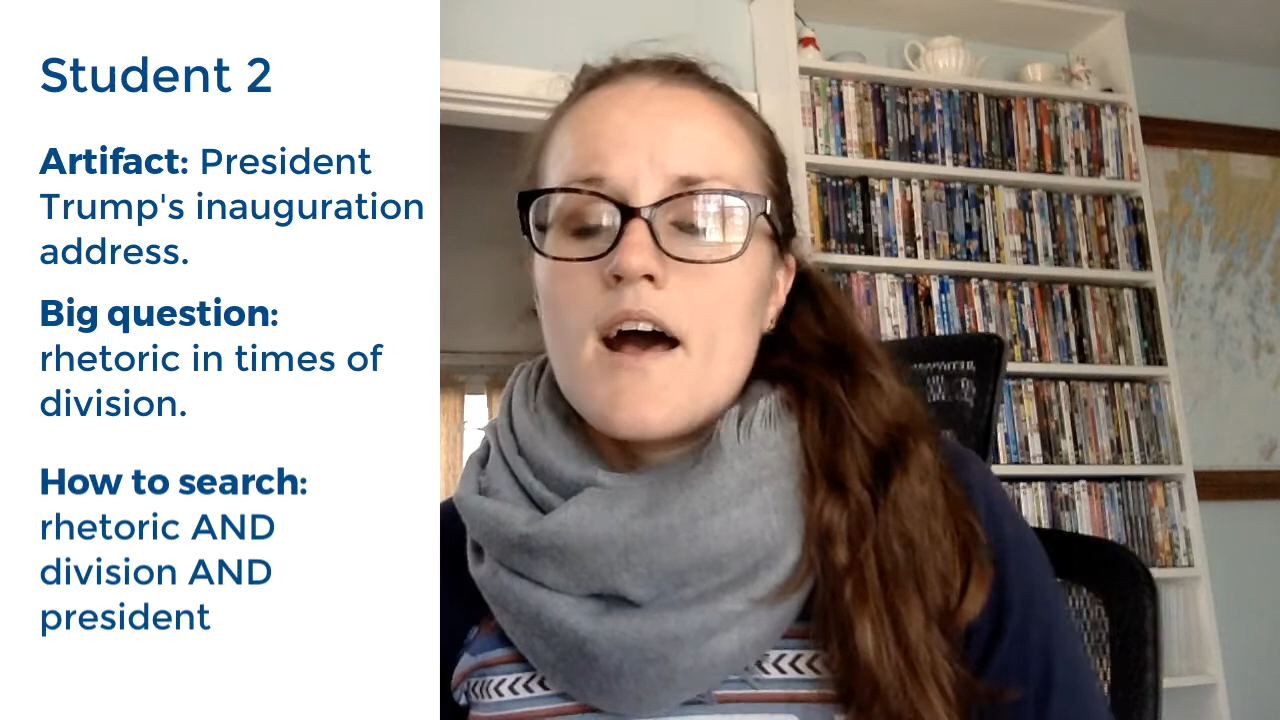 Student 2
Artifact: President
Trump's inauguration
address.
Big question:
rhetoric in times of
division.
How to search:
rhetoric AND
division AND
president